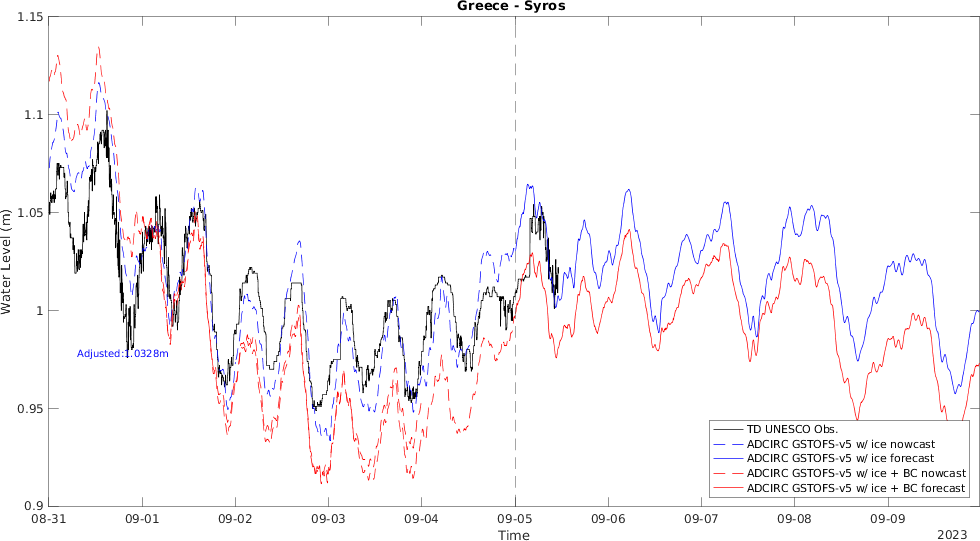 Greece - Syros
1.15
1.1
1.05
1
0.95
0.9
Water Level (m)
Adjusted:1.0328m
TD UNESCO Obs.
ADCIRC GSTOFS-v5 w/ ice nowcast
ADCIRC GSTOFS-v5 w/ ice forecast
ADCIRC GSTOFS-v5 w/ ice + BC nowcast
ADCIRC GSTOFS-v5 w/ ice + BC forecast
08-31 09-01 09-02 09-03 09-04 09-05 09-06 09-07 09-08 09-09
Time
2023